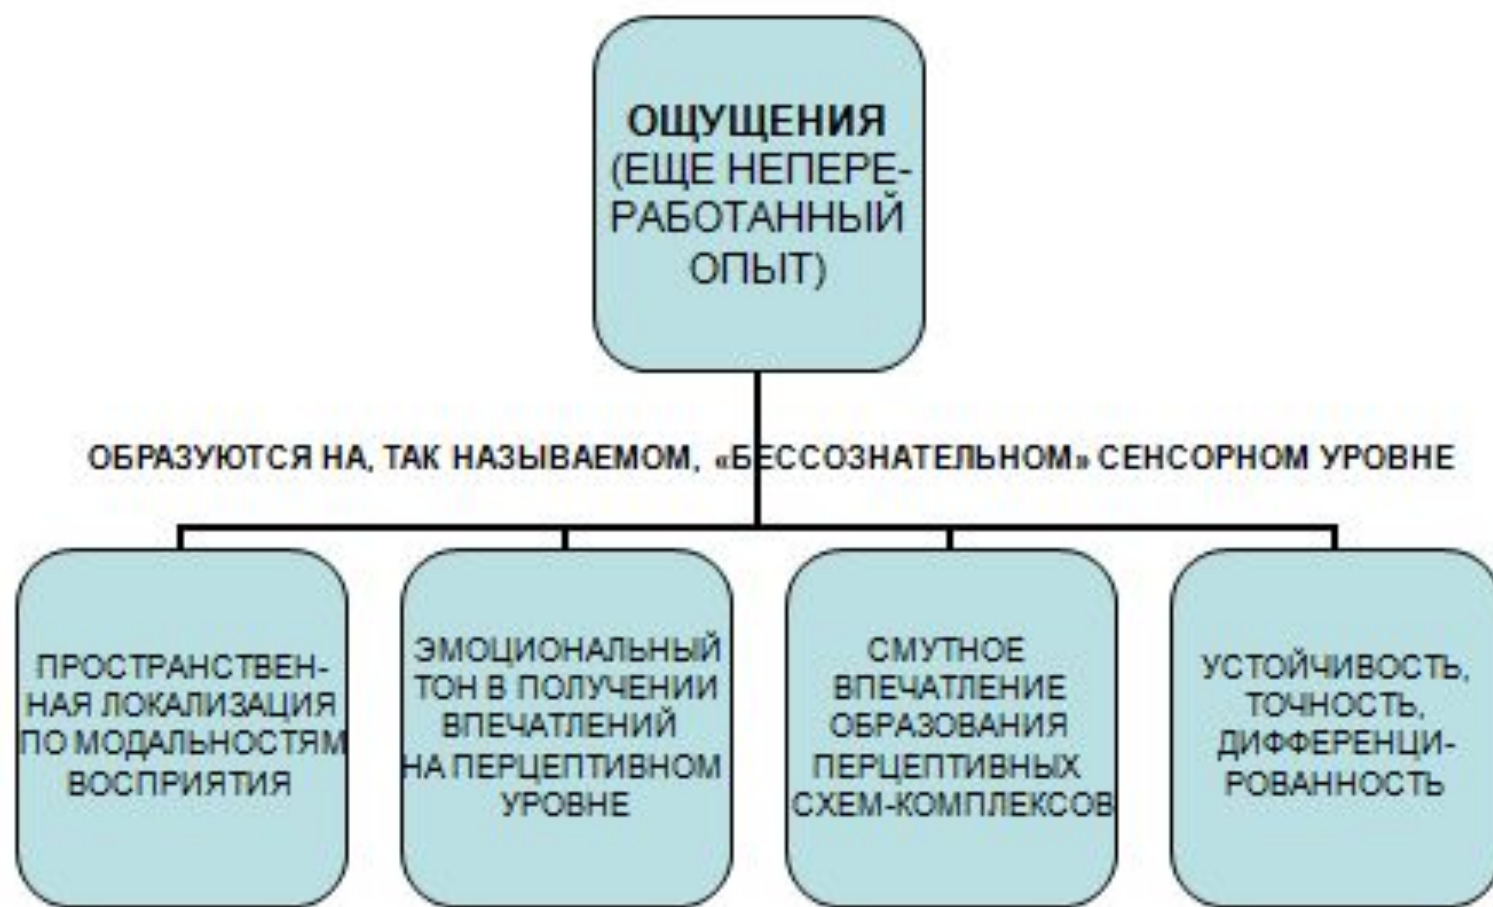 ОЩУЩЕНИЯ
(ЕЩЕ НЕПЕРЕ-
РАБОТАННЫЙ
ОПЫТ)
ОБРАЗУЮТСЯ НА, ТАК НАЗЫВАЕМОМ, «БЕССОЗНАТЕЛЬНОМ» СЕНСОРНОМ УРОВНЕ
ПРОСТРАНСТВЕН-
НАЯ ЛОКАЛИЗАЦИЯ
ПО МОДАЛЬНОСТЯМ
ВОСПРИЯТИЯ
ЭМОЦИОНАЛЬНЫЙ
ТОН В ПОЛУЧЕНИИ
ВПЕЧАТЛЕНИЙ
НА ПЕРЦЕПТИВНОМ
УРОВНЕ
СМУТНОЕ
ВПЕЧАТЛЕНИЕ
ОБРАЗОВАНИЯ
ПЕРЦЕПТИВНЫХ
СХЕМ-КОМПЛЕКСОВ
УСТОЙЧИВОСТЬ,
ТОЧНОСТЬ,
ДИФФЕРЕНЦИ-
РОВАННОСТЬ